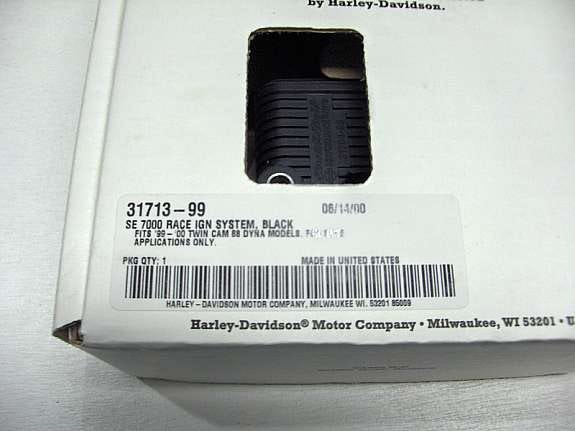 by Harley-Davidson.
31713-99 06/14/00
SE 7000 RACE IGN SYSTEM, BLACK
FITS '99-'00 TWIN CAM 88 DYNA MODELS.
APPLICATIONS ONLY.
PKG QTY: 1 MADE IN UNITED STATES
HARLEY-DAVIDSON MOTOR COMPANY, MILWAUKEE WI. 53201 85009
Harley-Davidson® Motor Company • Milwaukee, WI 53201 • U